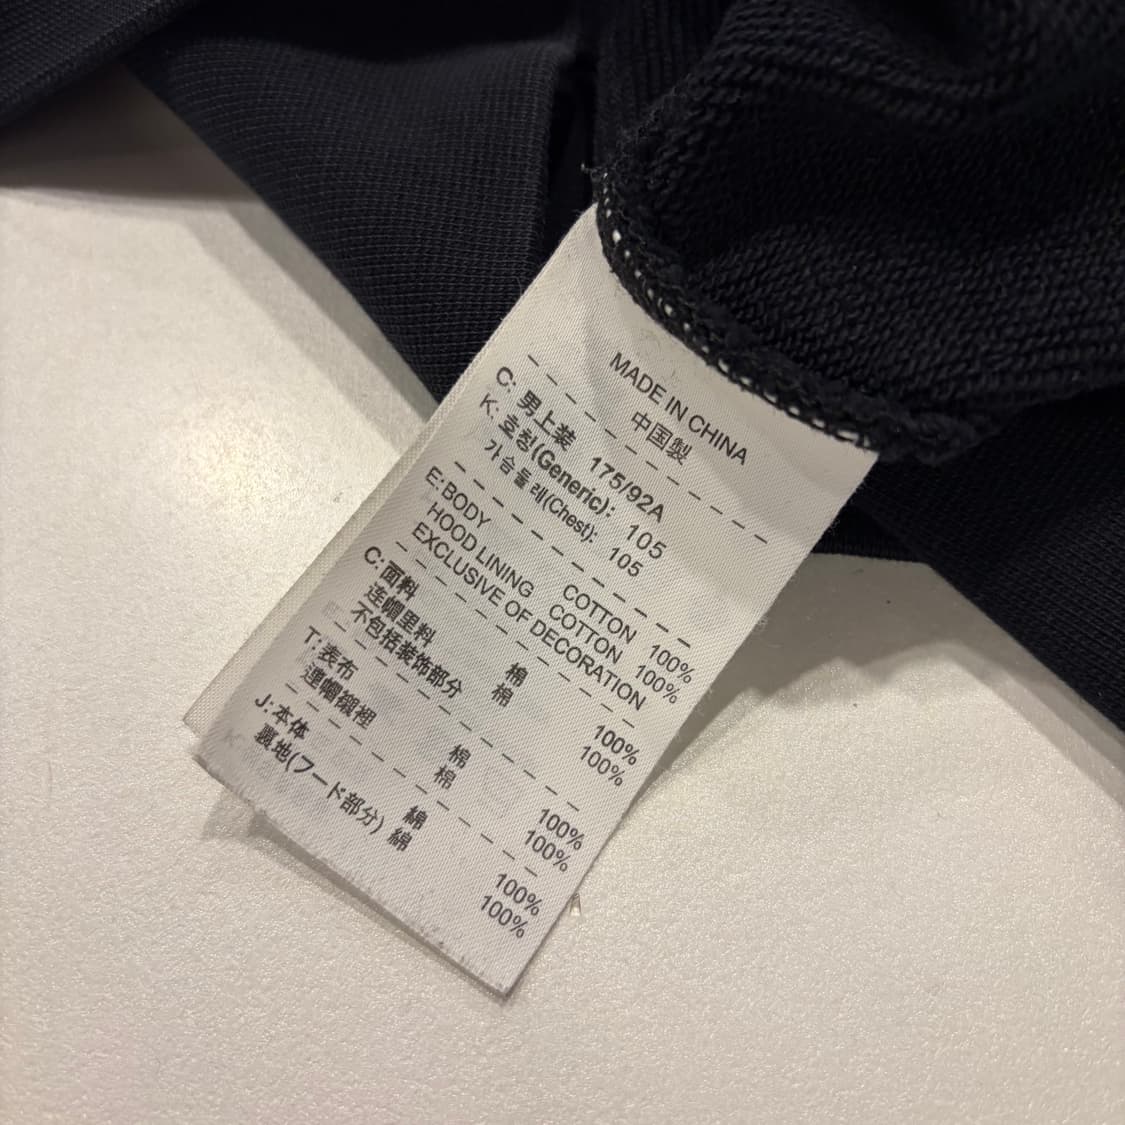 MADE IN CHINA
中国製
C: 男上装 175/92A
K: 호칭(Generic): 105
가슴둘레(Chest): 105
E:BODY COTTON 100%
HOOD LINING COTTON 100%
EXCLUSIVE OF DECORATION
C:面料 棉 100%
连帽里料 棉 100%
不包括装饰部分
T:表布 棉 100%
連帽襯裡 棉 100%
J:本体 綿 100%
裏地(フード部分) 綿 100%